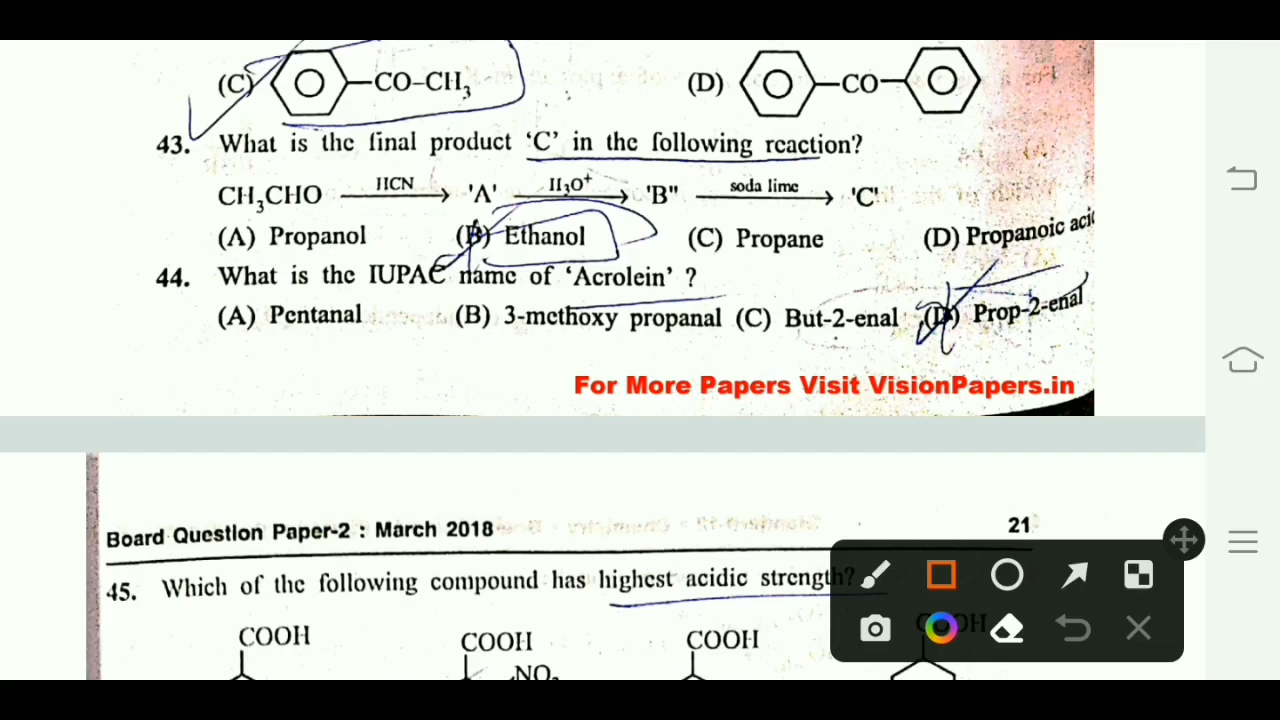 (C) CO–CH₃ (D) CO
43. What is the final product ‘C’ in the following reaction?
CH₃CHO HCN 'A' H₃O⁺ 'B" soda lime 'C'
(A) Propanol (B) Ethanol (C) Propane (D) Propanoic aci
44. What is the IUPAC name of ‘Acrolein’ ?
(A) Pentanal (B) 3-methoxy propanal (C) But-2-enal (D) Prop-2-enal
For More Papers Visit VisionPapers.in
Board Question Paper-2 : March 2018 21
45. Which of the following compound has highest acidic strength?
COOH COOH COOH
NO₂